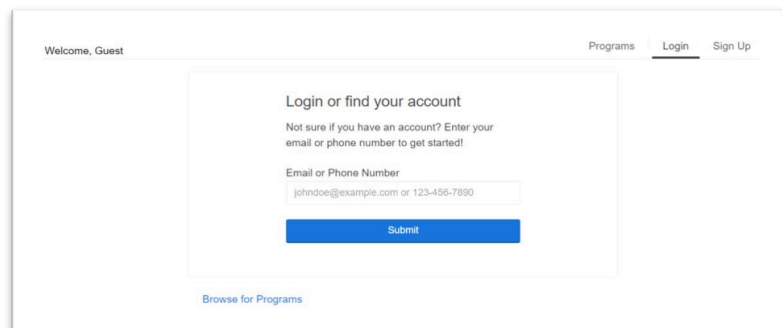 Welcome, Guest
Programs Login Sign Up
Login or find your account
Not sure if you have an account? Enter your
email or phone number to get started!
Email or Phone Number
johndoe@example.com or 123-456-7890
Submit
Browse for Programs